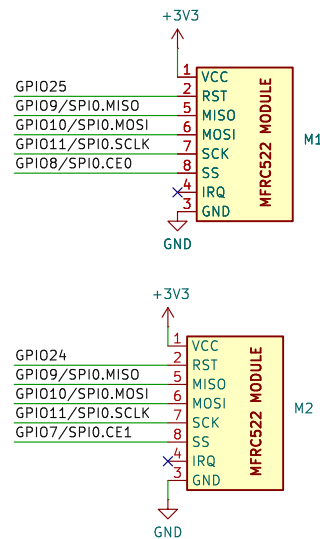 +3V3
1 VCC
GPIO25 2 RST
GPIO9/SPI0.MISO 5 MISO
GPIO10/SPI0.MOSI 6 MOSI
GPIO11/SPI0.SCLK 7 SCK
GPIO8/SPI0.CE0 8 SS
4 IRQ
3 GND
MFRC522 MODULE
M1
GND
+3V3
1 VCC
GPIO24 2 RST
GPIO9/SPI0.MISO 5 MISO
GPIO10/SPI0.MOSI 6 MOSI
GPIO11/SPI0.SCLK 7 SCK
GPIO7/SPI0.CE1 8 SS
4 IRQ
3 GND
MFRC522 MODULE
M2
GND